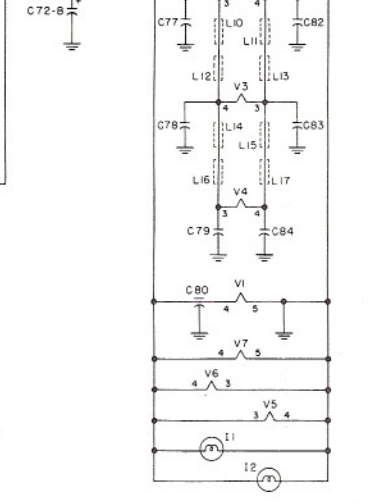 3 4
C72-B +
C77 L10 C82
L11
L12 L13
V3
4 3
C78 L14 C83
L15
L16 L17
V4
3 4
C79 C84
C80 V1
4 5
V7
4 5
V6
4 3
V5
3 4
I1
I2